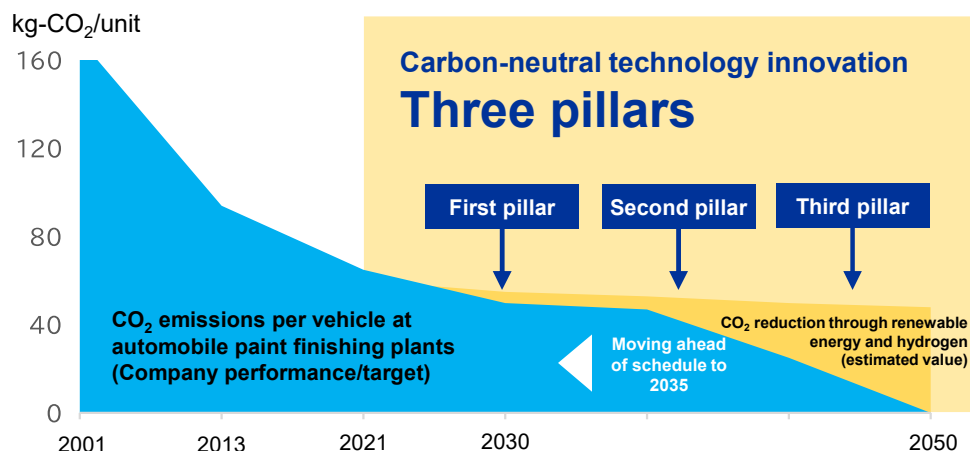 kg-CO₂/unit
160
120
80
40
0
Carbon-neutral technology innovation
Three pillars
First pillar
Second pillar
Third pillar
CO₂ emissions per vehicle at
automobile paint finishing plants
(Company performance/target)
Moving ahead
of schedule to
2035
CO₂ reduction through renewable
energy and hydrogen
(estimated value)
2001
2013
2021
2030
2050